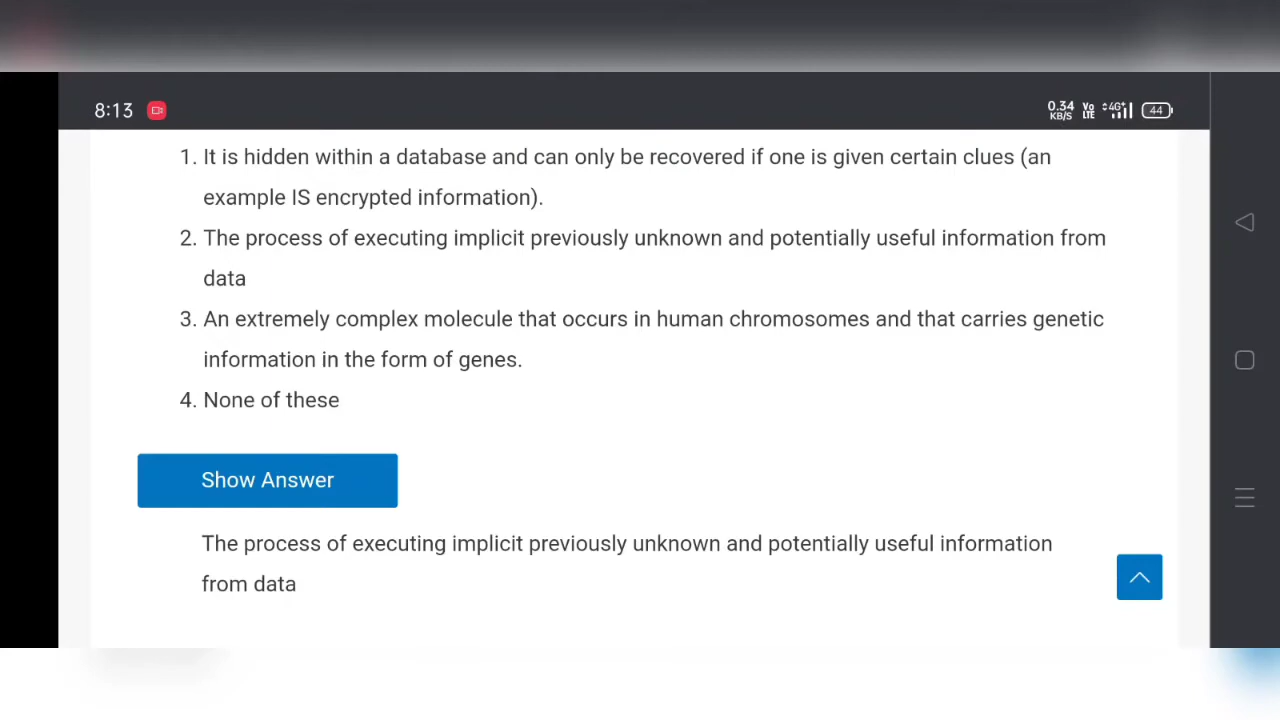 8:13
0.34 KB/S Vo LTE 4G+ 44
1. It is hidden within a database and can only be recovered if one is given certain clues (an
example IS encrypted information).
2. The process of executing implicit previously unknown and potentially useful information from
data
3. An extremely complex molecule that occurs in human chromosomes and that carries genetic
information in the form of genes.
4. None of these
Show Answer
The process of executing implicit previously unknown and potentially useful information
from data